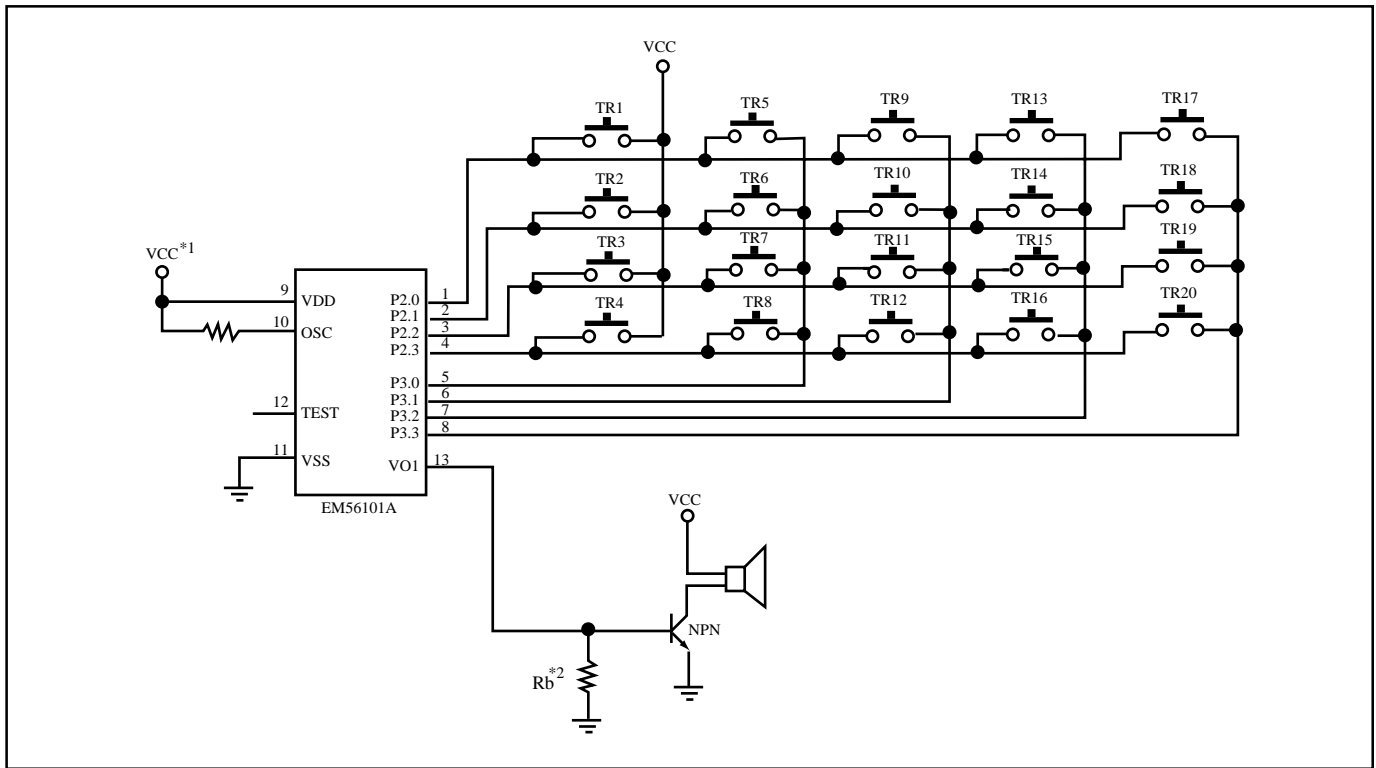 VCC
TR1 TR5 TR9 TR13 TR17
TR2 TR6 TR10 TR14 TR18
TR3 TR7 TR11 TR15 TR19
TR4 TR8 TR12 TR16 TR20
VCC*1
9 VDD
10 OSC
12 TEST
11 VSS
P2.0 1
P2.1 2
P2.2 3
P2.3 4
P3.0 5
P3.1 6
P3.2 7
P3.3 8
VO1 13
EM56101A
VCC
NPN
Rb*2